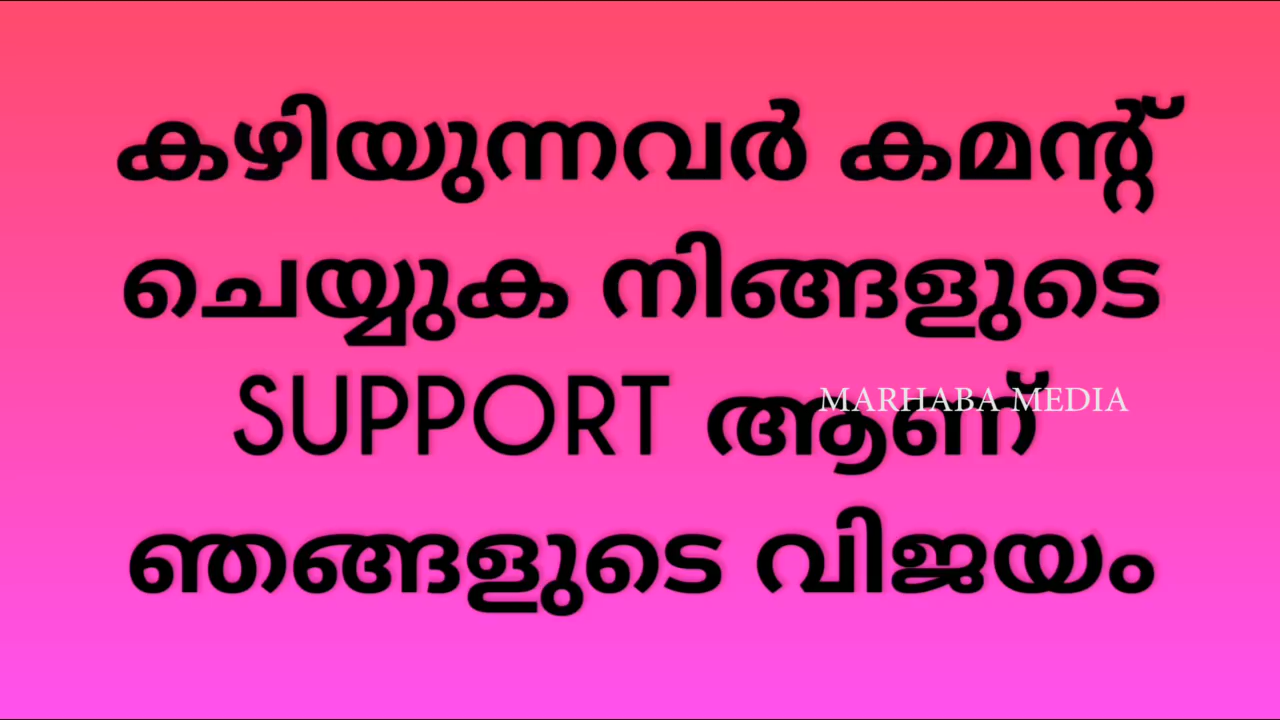 കഴിയുന്നവർ കമന്റ്
ചെയ്യുക നിങ്ങളുടെ
SUPPORT ആണ്
MARHABA MEDIA
ഞങ്ങളുടെ വിജയം